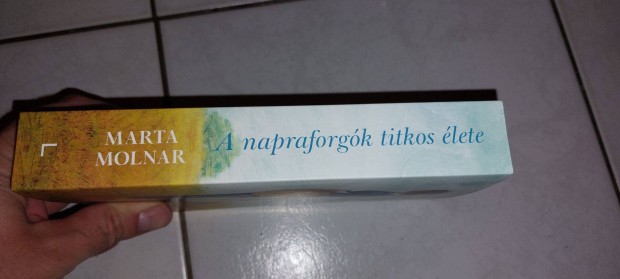 MARTA
MOLNAR
A napraforgók titkos élete